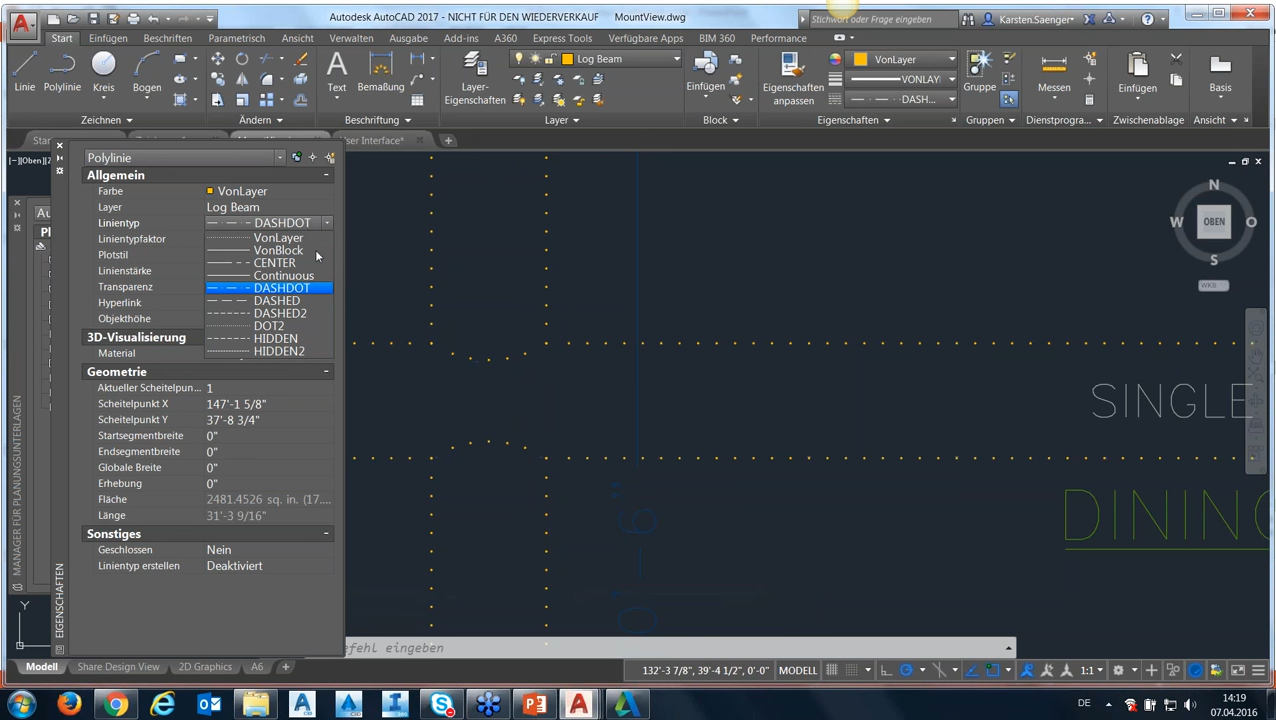 Autodesk AutoCAD 2017 - NICHT FÜR DEN WIEDERVERKAUF MountView.dwg
Stichwort oder Frage eingeben
Karsten.Saenger
Start Einfügen Beschriften Parametrisch Ansicht Verwalten Ausgabe Add-ins A360 Express Tools Verfügbare Apps BIM 360 Performance
Log Beam
VonLayer
VONLAY
DASH...
Linie Polylinie Kreis Bogen Text Bemaßung Layer-Eigenschaften Einfügen Eigenschaften anpassen Gruppe Messen Einfügen Basis
Zeichnen Ändern Beschriftung Layer Block Eigenschaften Gruppen Dienstprog... Zwischenablage Ansicht
User Interface*
Polylinie
Allgemein
Farbe VonLayer
Layer Log Beam
Linientyp DASHDOT
Linientypfaktor VonLayer
VonBlock
Plotstil CENTER
Linienstärke Continuous
Transparenz DASHDOT
Hyperlink DASHED
DASHED2
Objekthöhe DOT2
3D-Visualisierung HIDDEN
Material HIDDEN2
Geometrie
Aktueller Scheitelpun... 1
Scheitelpunkt X 147'-1 5/8"
Scheitelpunkt Y 37'-8 3/4"
Startsegmentbreite 0"
Endsegmentbreite 0"
Globale Breite 0"
Erhebung 0"
Fläche 2481.4526 sq. in. (17....
Länge 31'-3 9/16"
Sonstiges
Geschlossen Nein
Linientyp erstellen Deaktiviert
EIGENSCHAFTEN
MANAGER FÜR PLANUNGSUNTERLAGEN
N
W OBEN O
S
WKS
SINGLE
DINING
Y
efehl eingeben
Modell Share Design View 2D Graphics A6
132'-3 7/8", 39'-4 1/2", 0'-0" MODELL 1:1
DE 14:19
07.04.2016